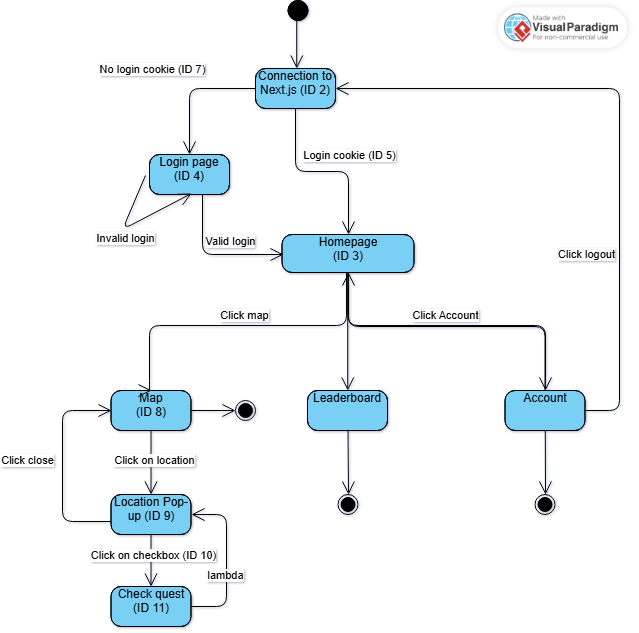 Made with
VisualParadigm
For non-commercial use
No login cookie (ID 7)
Connection to
Next.js (ID 2)
Login cookie (ID 5)
Login page
(ID 4)
Invalid login
Valid login
Homepage
(ID 3)
Click logout
Click map
Click Account
Map
(ID 8)
Leaderboard
Account
Click close
Click on location
Location Pop-
up (ID 9)
Click on checkbox (ID 10)
lambda
Check quest
(ID 11)